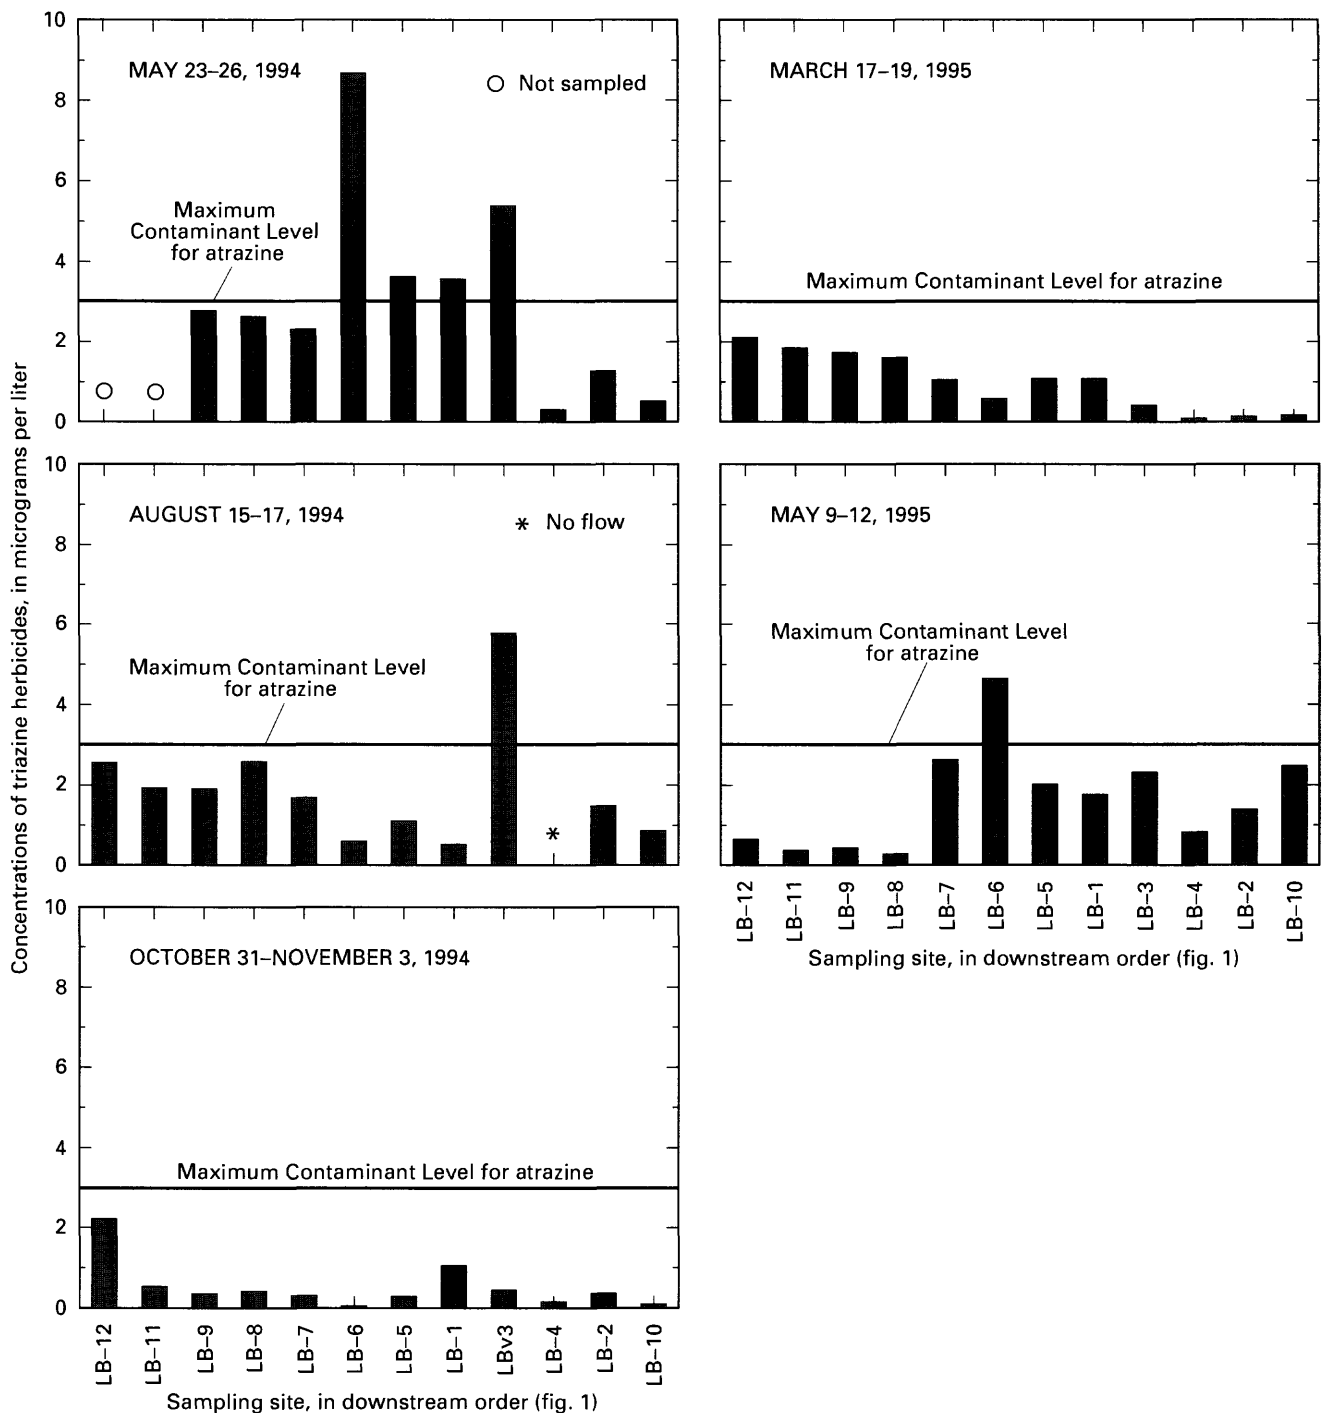 Concentrations of triazine herbicides, in micrograms per liter
10
8
6
4
2
0
MAY 23–26, 1994
Not sampled
Maximum
Contaminant Level
for atrazine
MARCH 17–19, 1995
Maximum Contaminant Level for atrazine
10
8
6
4
2
0
AUGUST 15–17, 1994
* No flow
Maximum Contaminant Level
for atrazine
*
MAY 9–12, 1995
Maximum Contaminant Level
for atrazine
LB–12
LB–11
LB–9
LB–8
LB–7
LB–6
LB–5
LB–1
LB–3
LB–4
LB–2
LB–10
Sampling site, in downstream order (fig. 1)
10
8
6
4
2
0
OCTOBER 31–NOVEMBER 3, 1994
Maximum Contaminant Level for atrazine
LB–12
LB–11
LB–9
LB–8
LB–7
LB–6
LB–5
LB–1
LBv3
LB–4
LB–2
LB–10
Sampling site, in downstream order (fig. 1)